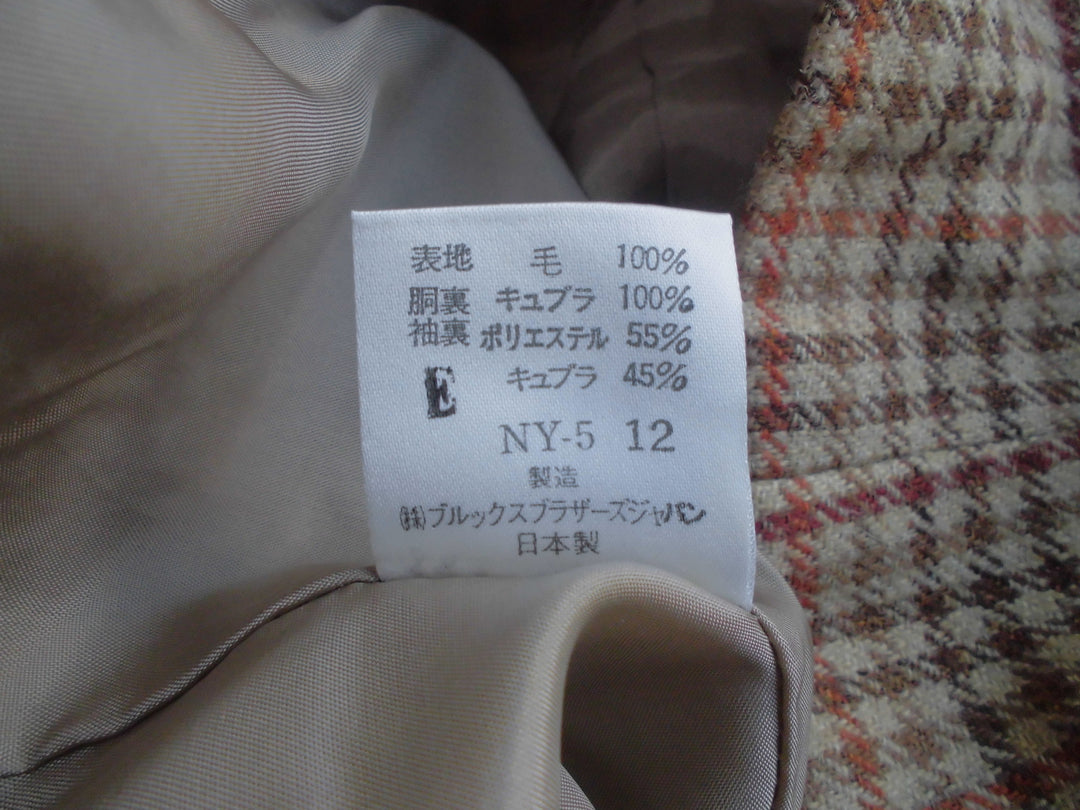 表地 毛 100%
胴裏 キュプラ 100%
袖裏 ポリエステル 55%
キュプラ 45%
E
NY-5 12
製造
㈱ブルックスブラザーズジャパン
日本製